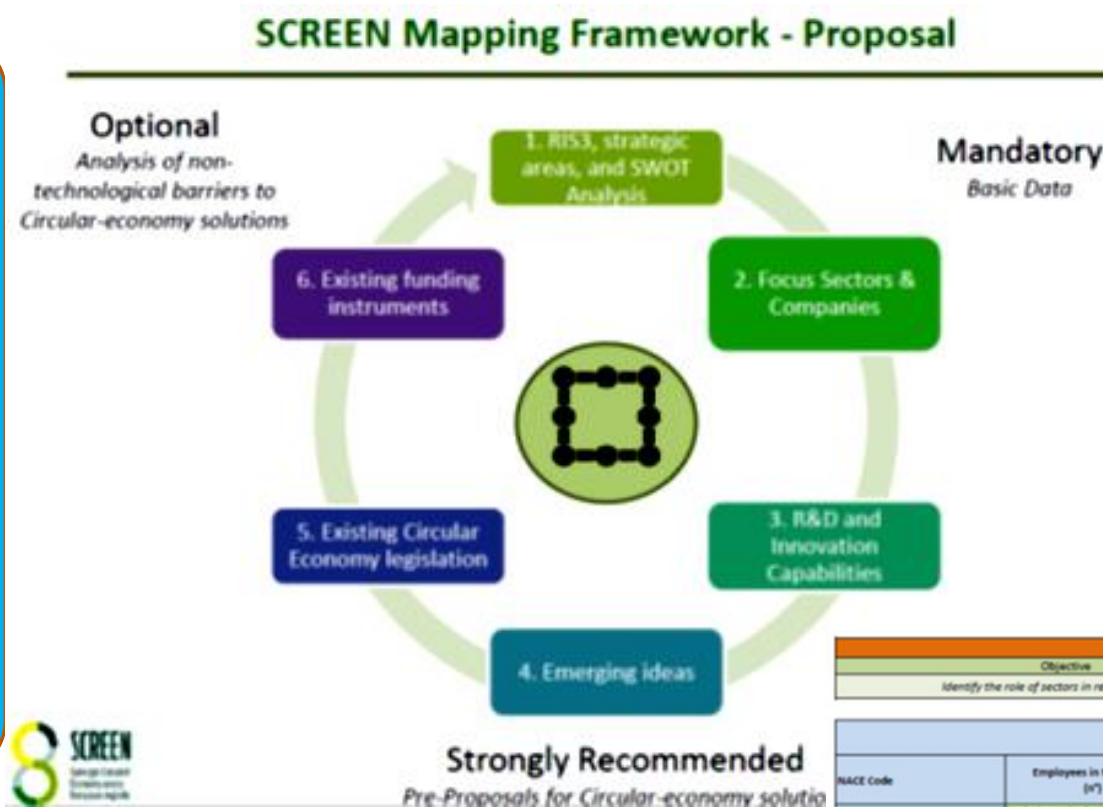 SCREEN Mapping Framework - Proposal
Optional
Analysis of non-
technological barriers to
Circular-economy solutions
Mandatory
Basic Data
1. RIS3, strategic
areas, and SWOT
Analysis
2. Focus Sectors &
Companies
3. R&D and
Innovation
Capabilities
4. Emerging ideas
5. Existing Circular
Economy legislation
6. Existing funding
instruments
Strongly Recommended
Pre-Proposals for Circular-economy solutio
SCREEN
Objective
Identify the role of sectors in re
NACE Code
Employees in
(n°)